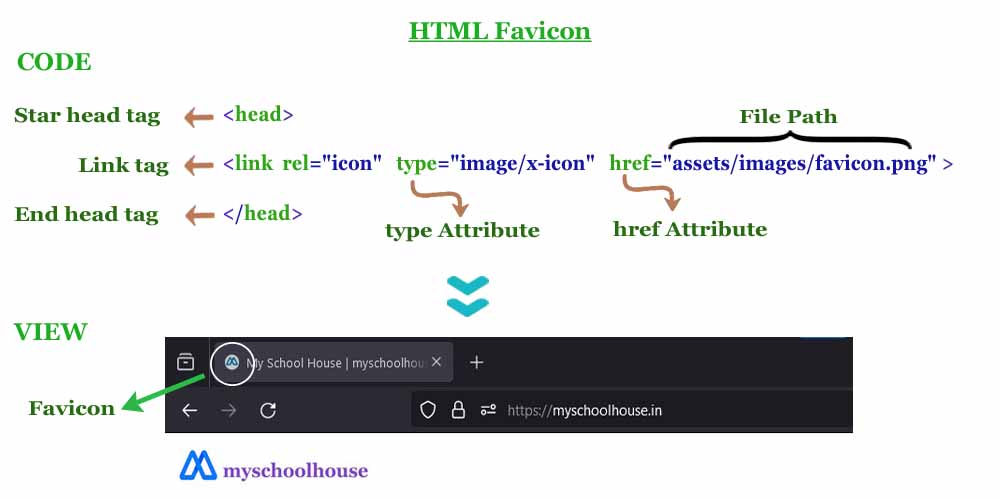 HTML Favicon
CODE
Star head tag <head>
File Path
Link tag <link rel="icon" type="image/x-icon" href="assets/images/favicon.png" >
End head tag </head>
type Attribute
href Attribute
VIEW
My School House | myschoolhou
Favicon
https://myschoolhouse.in
myschoolhouse